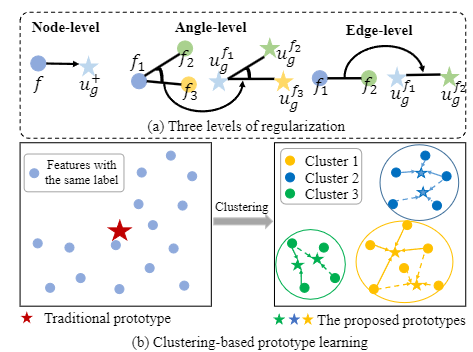 Node-level Angle-level Edge-level
f u_g^+ f_1 f_2 f_3 u_g^{f_1} u_g^{f_2} u_g^{f_3} f_1 f_2 u_g^{f_1} u_g^{f_2}
(a) Three levels of regularization
Features with
the same label
Clustering
Cluster 1
Cluster 2
Cluster 3
Traditional prototype
The proposed prototypes
(b) Clustering-based prototype learning